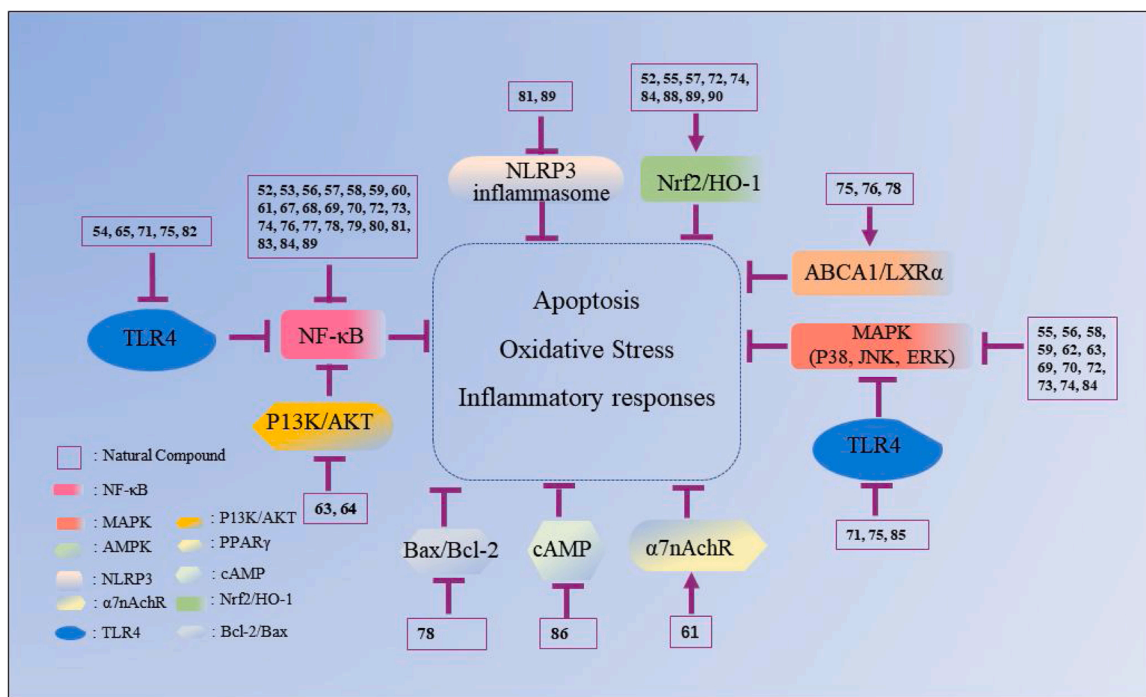 81, 89
52, 55, 57, 72, 74,
84, 88, 89, 90
NLRP3
inflammasome
Nrf2/HO-1
52, 53, 56, 57, 58, 59, 60,
61, 67, 68, 69, 70, 72, 73,
74, 76, 77, 78, 79, 80, 81,
83, 84, 89
75, 76, 78
54, 65, 71, 75, 82
ABCA1/LXRα
Apoptosis
Oxidative Stress
Inflammatory responses
TLR4
NF-κB
MAPK
(P38, JNK, ERK)
55, 56, 58,
59, 62, 63,
69, 70, 72,
73, 74, 84
P13K/AKT
TLR4
63, 64
71, 75, 85
Bax/Bcl-2
cAMP
α7nAchR
78
86
61
: Natural Compound
: NF-κB
: MAPK
: P13K/AKT
: AMPK
: PPARγ
: NLRP3
: cAMP
: α7nAchR
: Nrf2/HO-1
: TLR4
: Bcl-2/Bax